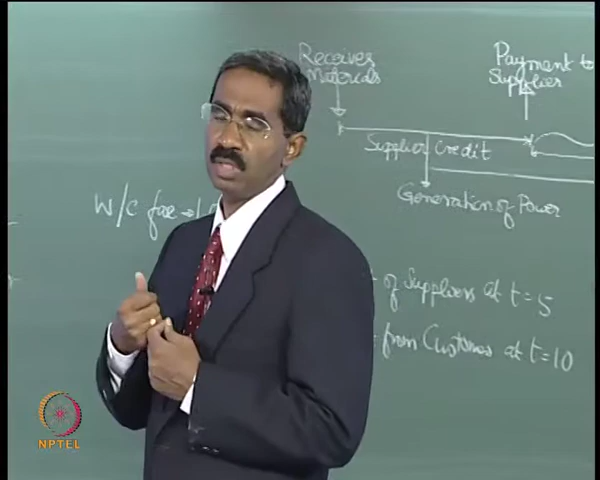 Receives
Materials
Payment to
Supplier
Supplier Credit
Generation of Power
W/C fac
of Suppliers at t=5
from Customers at t=10
NPTEL